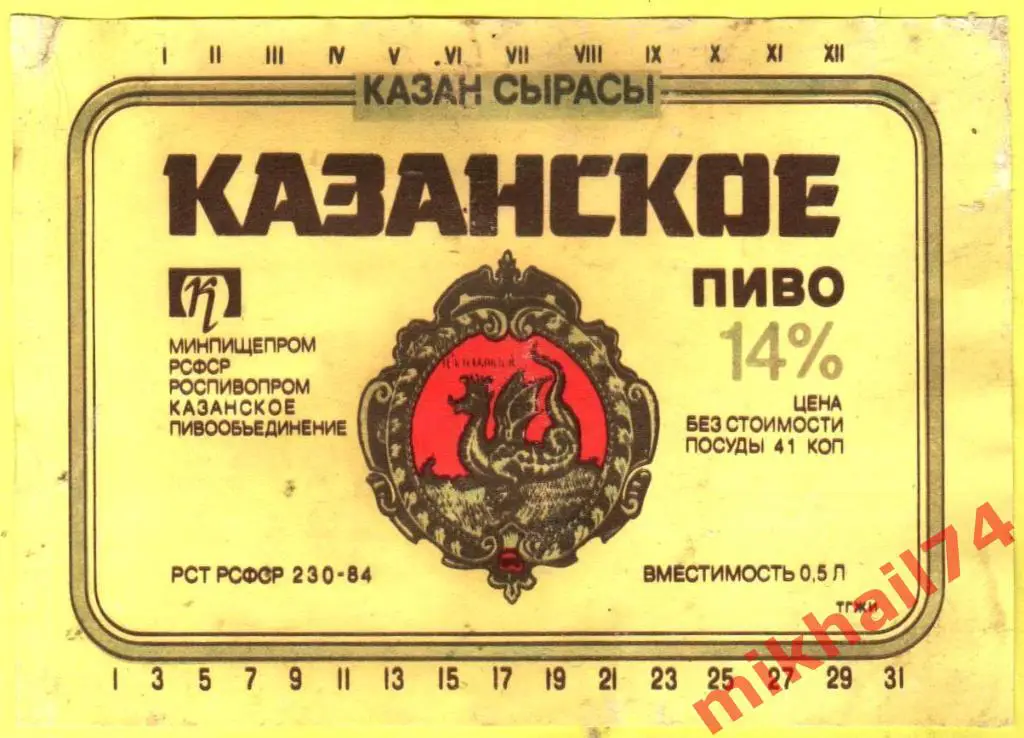 I II III IV V VI VII VIII IX X XI XII
КАЗАН СЫРАСЫ
КАЗАНСКОЕ
К
МИНПИЩЕПРОМ
РСФСР
РОСПИВОПРОМ
КАЗАНСКОЕ
ПИВООБЪЕДИНЕНИЕ
ПИВО
14%
ЦЕНА
БЕЗ СТОИМОСТИ
ПОСУДЫ 41 КОП
РСТ РСФСР 230-84
ВМЕСТИМОСТЬ 0,5 Л
ТГЖИ
1 3 5 7 9 11 13 15 17 19 21 23 25 27 29 31
mikhail74